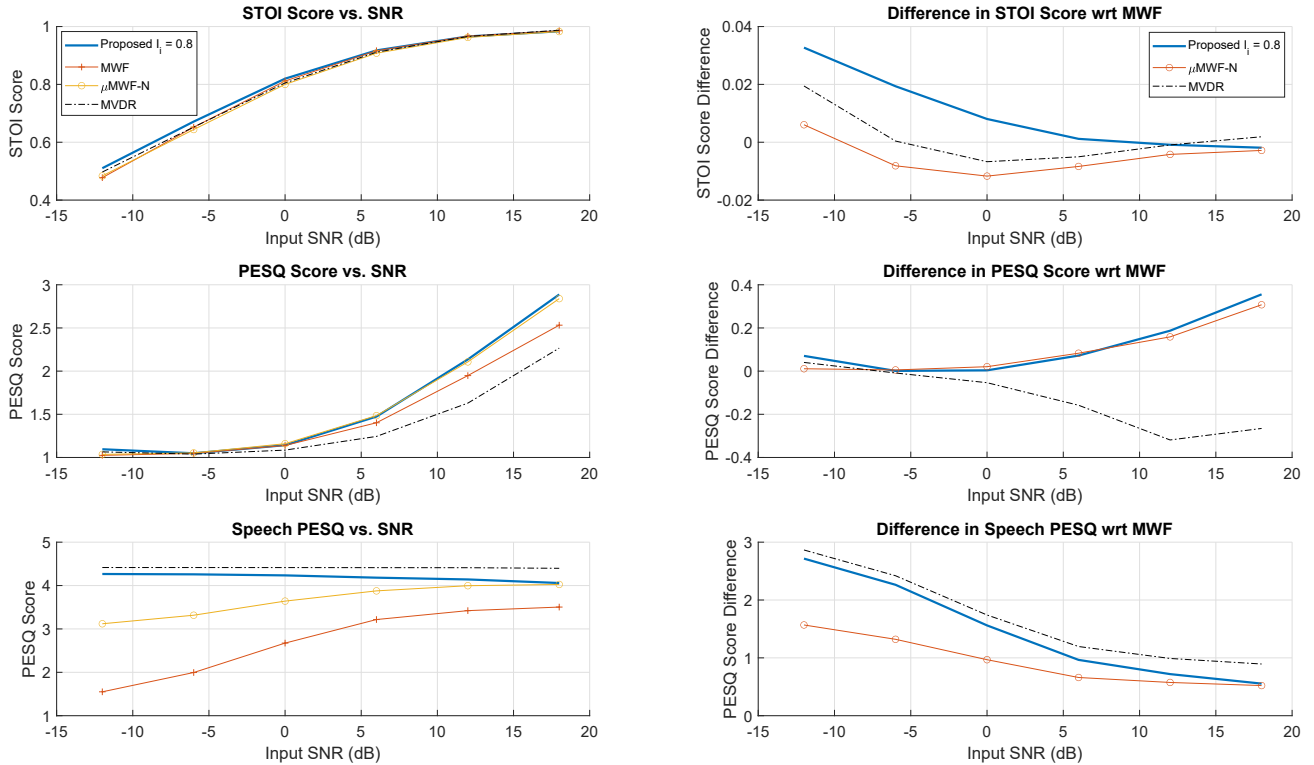 STOI Score vs. SNR
STOI Score
1
0.8
0.6
0.4
Proposed I_i = 0.8
MWF
μMWF-N
MVDR
-15 -10 -5 0 5 10 15 20
Input SNR (dB)
Difference in STOI Score wrt MWF
STOI Score Difference
0.04
0.02
0
-0.02
Proposed I_i = 0.8
μMWF-N
MVDR
-15 -10 -5 0 5 10 15 20
Input SNR (dB)
PESQ Score vs. SNR
PESQ Score
3
2.5
2
1.5
1
-15 -10 -5 0 5 10 15 20
Input SNR (dB)
Difference in PESQ Score wrt MWF
PESQ Score Difference
0.4
0.2
0
-0.2
-0.4
-15 -10 -5 0 5 10 15 20
Input SNR (dB)
Speech PESQ vs. SNR
PESQ Score
5
4
3
2
1
-15 -10 -5 0 5 10 15 20
Input SNR (dB)
Difference in Speech PESQ wrt MWF
PESQ Score Difference
3
2
1
0
-15 -10 -5 0 5 10 15 20
Input SNR (dB)